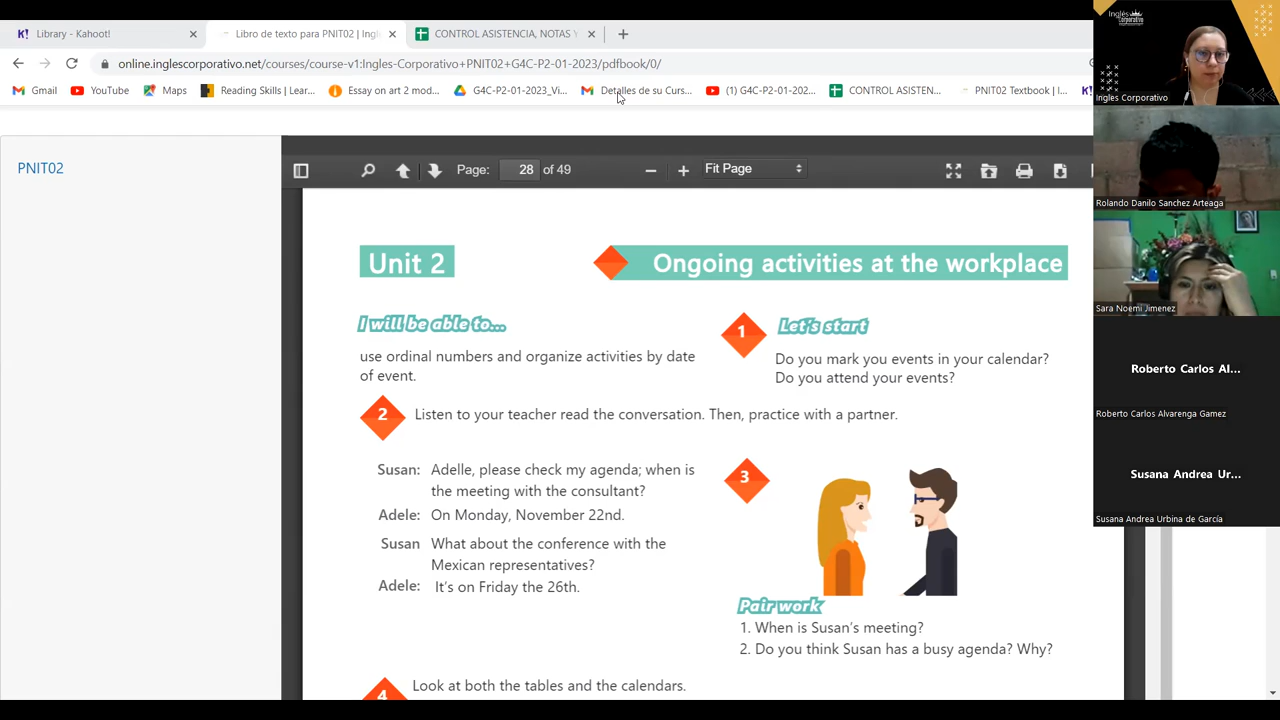 Library - Kahoot!
Libro de texto para PNIT02 | Ingl
CONTROL ASISTENCIA, NOTAS Y
online.inglescorporativo.net/courses/course-v1:Ingles-Corporativo+PNIT02+G4C-P2-01-2023/pdfbook/0/
Gmail
YouTube
Maps
Reading Skills | Lear...
Essay on art 2 mod...
G4C-P2-01-2023_Vi...
Detalles de su Curs...
(1) G4C-P2-01-202...
CONTROL ASISTEN...
PNIT02 Textbook | I...
PNIT02
Page: 28 of 49
Fit Page
Unit 2
Ongoing activities at the workplace
I will be able to...
use ordinal numbers and organize activities by date
of event.
1
Let's start
Do you mark you events in your calendar?
Do you attend your events?
2
Listen to your teacher read the conversation. Then, practice with a partner.
Susan: Adelle, please check my agenda; when is
the meeting with the consultant?
Adele: On Monday, November 22nd.
Susan What about the conference with the
Mexican representatives?
Adele: It's on Friday the 26th.
3
Pair work
1. When is Susan's meeting?
2. Do you think Susan has a busy agenda? Why?
4
Look at both the tables and the calendars.
Inglés
Corporativo
Ingles Corporativo
Rolando Danilo Sanchez Arteaga
Sara Noemi Jimenez
Roberto Carlos Al...
Roberto Carlos Alvarenga Gamez
Susana Andrea Ur...
Susana Andrea Urbina de García